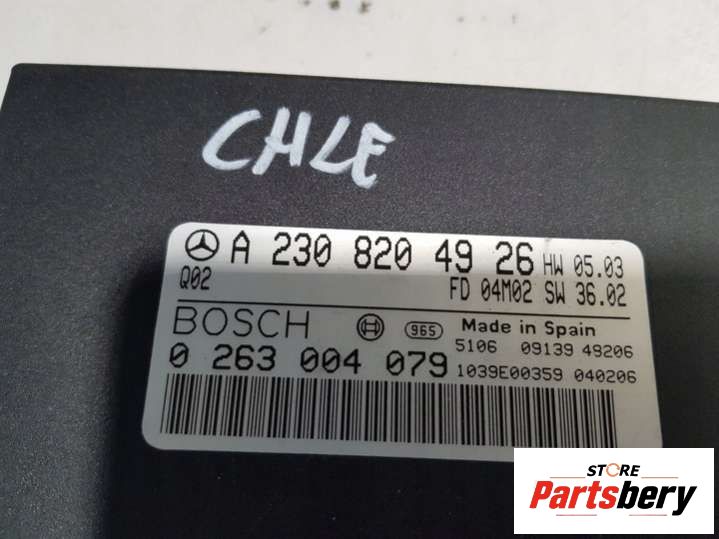 CHLE
A 230 820 49 26 HW 05.03
Q02 FD 04M02 SW 36.02
BOSCH 965 Made in Spain
5106 09139 49206
0 263 004 079 1039E00359 040206
STORE
Partsbery